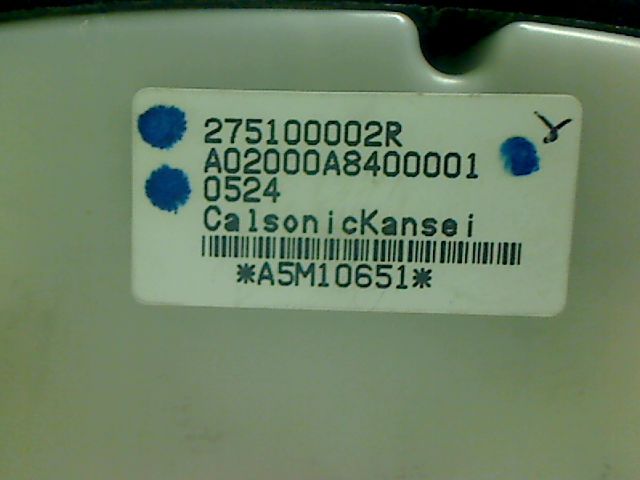 275100002R
A02000A8400001
0524
CalsonicKansei
*A5M10651*